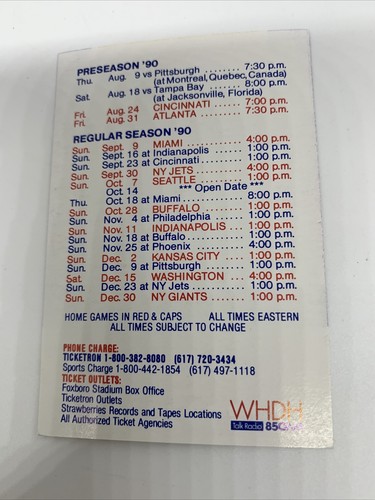 PRESEASON '90
Thu. Aug. 9 vs Pittsburgh ........ 7:30 p.m.
(at Montreal, Quebec, Canada)
Sat. Aug. 18 vs Tampa Bay ........ 8:00 p.m.
(at Jacksonville, Florida)
Fri. Aug. 24 CINCINNATI ...... 7:00 p.m.
Fri. Aug. 31 ATLANTA ........ 7:30 p.m.
REGULAR SEASON '90
Sun. Sept. 9 MIAMI ........... 4:00 p.m.
Sun. Sept. 16 at Indianapolis ...... 1:00 p.m.
Sun. Sept. 23 at Cincinnati ........ 1:00 p.m.
Sun. Sept. 30 NY JETS ......... 4:00 p.m.
Sun. Oct. 7 SEATTLE ........ 1:00 p.m.
Oct. 14 *** Open Date ***
Thu. Oct. 18 at Miami ........... 8:00 p.m.
Sun. Oct. 28 BUFFALO ........ 1:00 p.m.
Sun. Nov. 4 at Philadelphia ...... 1:00 p.m.
Sun. Nov. 11 INDIANAPOLIS ... 1:00 p.m.
Sun. Nov. 18 at Buffalo .......... 1:00 p.m.
Sun. Nov. 25 at Phoenix ......... 4:00 p.m.
Sun. Dec. 2 KANSAS CITY .... 1:00 p.m.
Sun. Dec. 9 at Pittsburgh ........ 1:00 p.m.
Sat. Dec. 15 WASHINGTON .... 4:00 p.m.
Sun. Dec. 23 at NY Jets .......... 1:00 p.m.
Sun. Dec. 30 NY GIANTS ....... 1:00 p.m.
HOME GAMES IN RED & CAPS ALL TIMES EASTERN
ALL TIMES SUBJECT TO CHANGE
PHONE CHARGE:
TICKETRON 1-800-382-8080 (617) 720-3434
Sports Charge 1-800-442-1854 (617) 497-1118
TICKET OUTLETS:
Foxboro Stadium Box Office
Ticketron Outlets
Strawberries Records and Tapes Locations
All Authorized Ticket Agencies
WHDH
Talk Radio 850